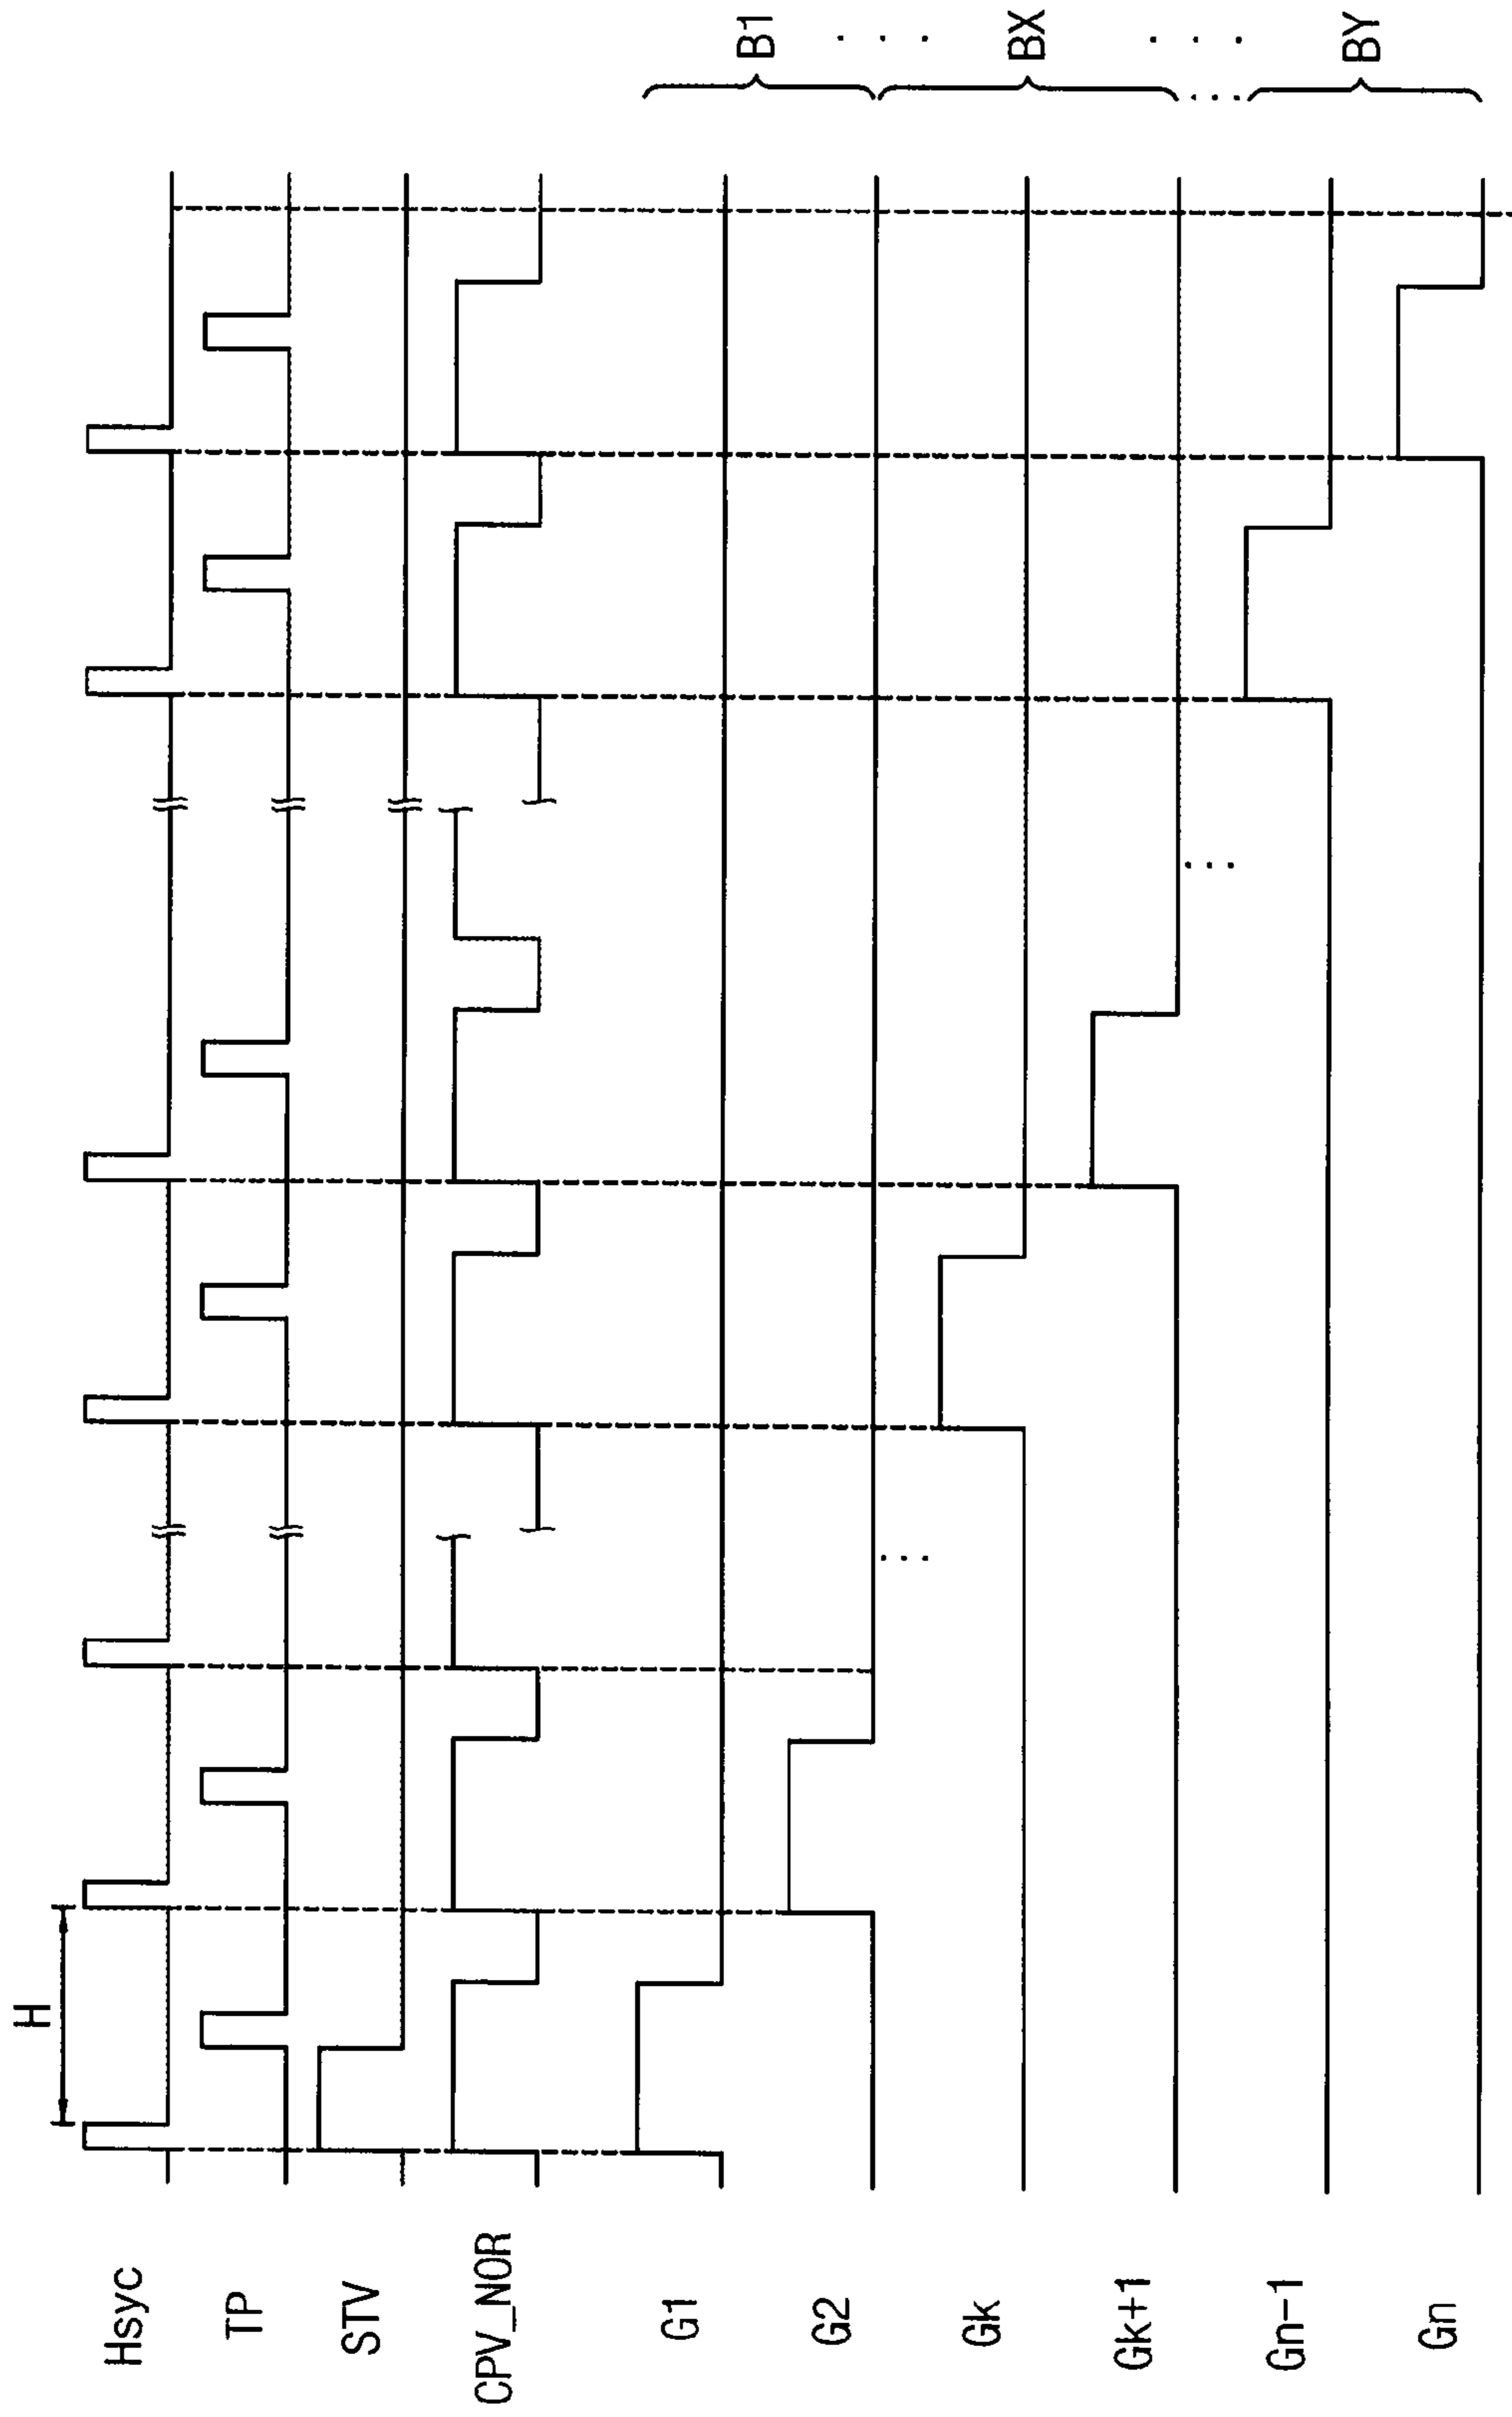 H
Hsyc
TP
STV
CPV_NOR
G1
G2
Gk
Gk+1
Gn-1
Gn
B1
BX
BY